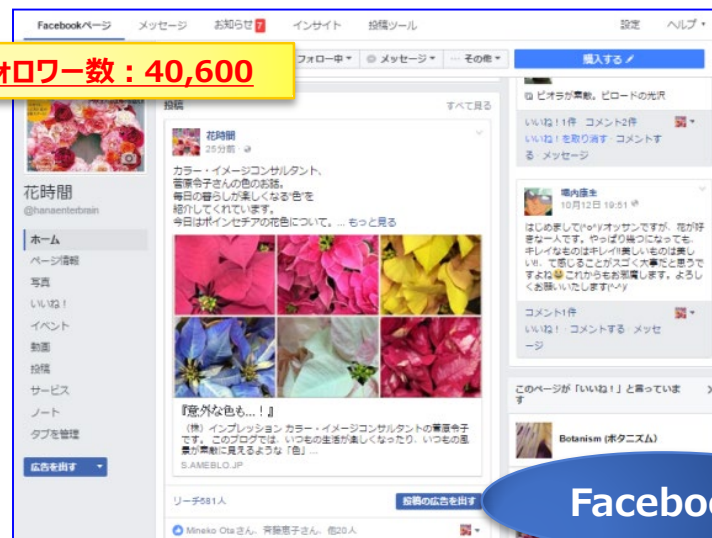 Facebookページ メッセージ お知らせ 7 インサイト 投稿ツール 設定 ヘルプ
ォロワー数：40,600
フォロー中 メッセージ … その他
購入する
花時間
@hanaenterbrain
ホーム
ページ情報
写真
いいね！
イベント
動画
投稿
サービス
ノート
タブを管理
広告を出す
投稿 すべて見る
花時間
25分前
カラー・イメージコンサルタント、
菅原令子さんの色のお話。
毎日の暮らしが楽しくなる"色"を
紹介してくれています。
今日はポインセチアの花色について。... もっと見る
『意外な色も...！』
（株）インプレッション カラー・イメージコンサルタントの菅原令子
です。 このブログでは、いつもの生活が楽しくなったり、いつもの風
景が素敵に見えるような「色」...
S.AMEBLO.JP
リーチ581人 投稿の広告を出す
Mineko Otaさん、斉藤恵子さん、他20人
ビオラが素敵。ビロードの光沢
いいね！1件 コメント2件
いいね！を取り消す · コメントす
る · メッセージ
10月12日 19:51
はじめまして(^o^)/オッサンですが、花が好
きな一人です。やっぱり幾つになっても、
キレイなものはキレイ!!美しいものは美し
い!!、て感じることがスゴく大事だと思うで
すよね これからもお邪魔します。よろし
くお願いいたします(^-^)y
コメント1件
いいね！ · コメントする · メッセ
ージ
このページが「いいね！」と言っていま
す
Botanism (ボタニズム)
Faceboo